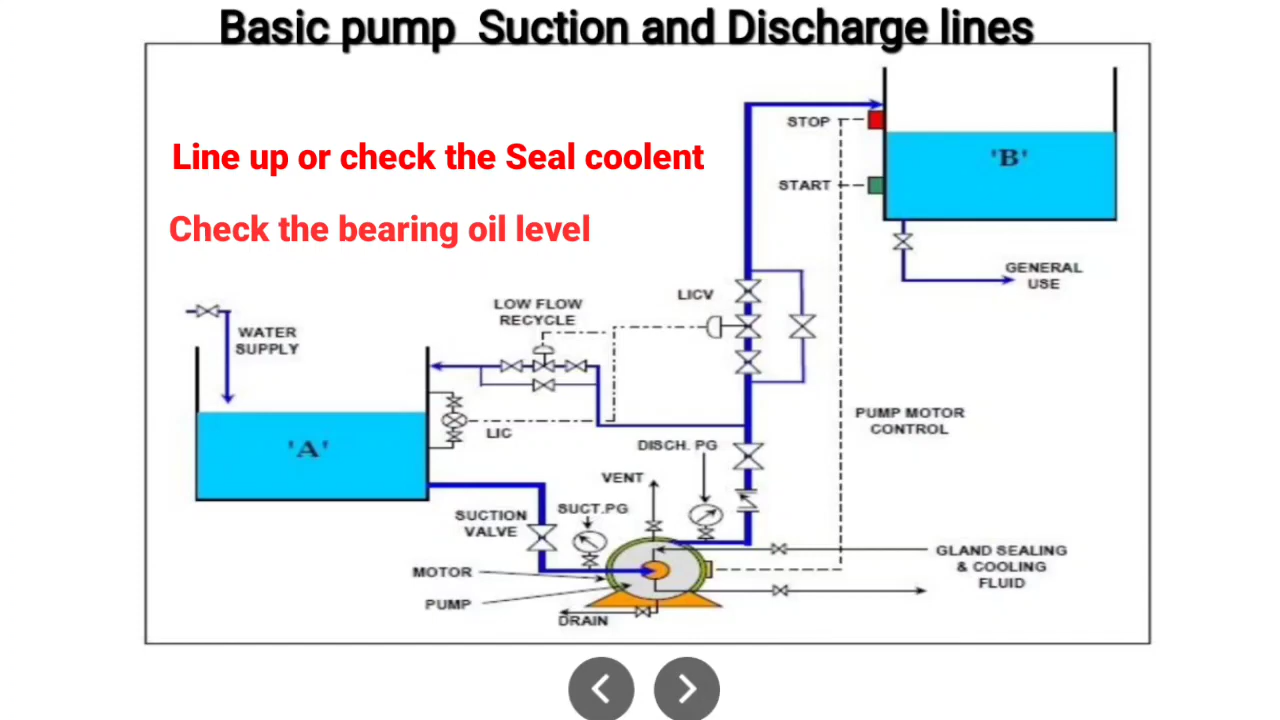 Basic pump Suction and Discharge lines
STOP
'B'
Line up or check the Seal coolent
START
Check the bearing oil level
GENERAL
USE
LICV
LOW FLOW
RECYCLE
WATER
SUPPLY
PUMP MOTOR
CONTROL
'A'
LIC
DISCH. PG
VENT
SUCT.PG
SUCTION
VALVE
GLAND SEALING
& COOLING
FLUID
MOTOR
PUMP
DRAIN